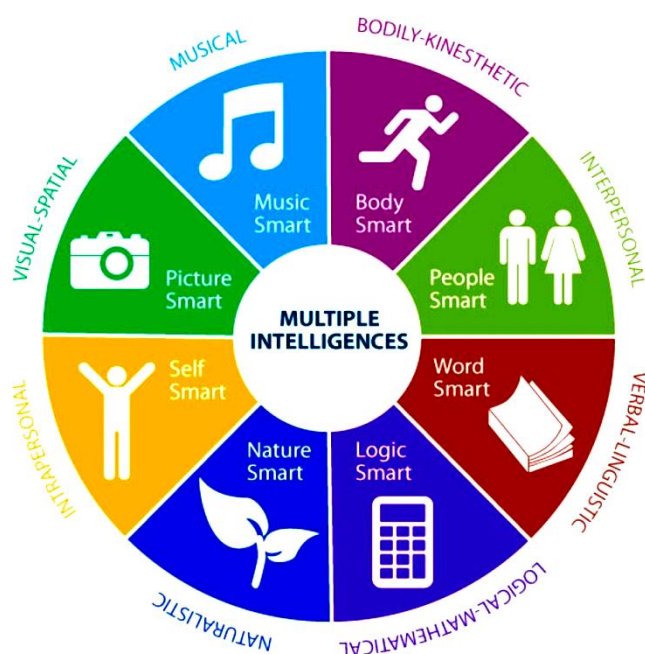 MUSICAL
BODILY-KINESTHETIC
INTERPERSONAL
VERBAL-LINGUISTIC
LOGICAL-MATHEMATICAL
NATURALISTIC
INTRAPERSONAL
VISUAL-SPATIAL
Music
Smart
Body
Smart
People
Smart
Word
Smart
Logic
Smart
Nature
Smart
Self
Smart
Picture
Smart
MULTIPLE
INTELLIGENCES